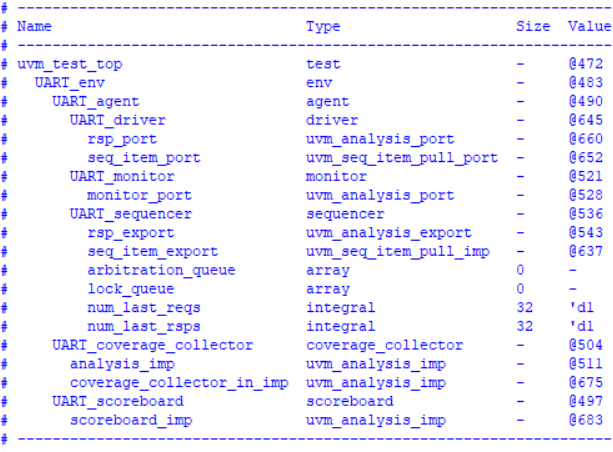 # --------------------------------------------------------------------
# Name                         Type                    Size  Value
# --------------------------------------------------------------------
# uvm_test_top                 test                    -     @472
#   UART_env                   env                     -     @483
#     UART_agent               agent                   -     @490
#       UART_driver            driver                  -     @645
#         rsp_port             uvm_analysis_port       -     @660
#         seq_item_port        uvm_seq_item_pull_port  -     @652
#       UART_monitor           monitor                 -     @521
#         monitor_port         uvm_analysis_port       -     @528
#       UART_sequencer         sequencer               -     @536
#         rsp_export           uvm_analysis_export     -     @543
#         seq_item_export      uvm_seq_item_pull_imp   -     @637
#         arbitration_queue    array                   0     -
#         lock_queue           array                   0     -
#         num_last_reqs        integral                32    'd1
#         num_last_rsps        integral                32    'd1
#     UART_coverage_collector  coverage_collector      -     @504
#       analysis_imp           uvm_analysis_imp        -     @511
#       coverage_collector_in_imp  uvm_analysis_imp    -     @675
#     UART_scoreboard          scoreboard              -     @497
#       scoreboard_imp         uvm_analysis_imp        -     @683
# --------------------------------------------------------------------